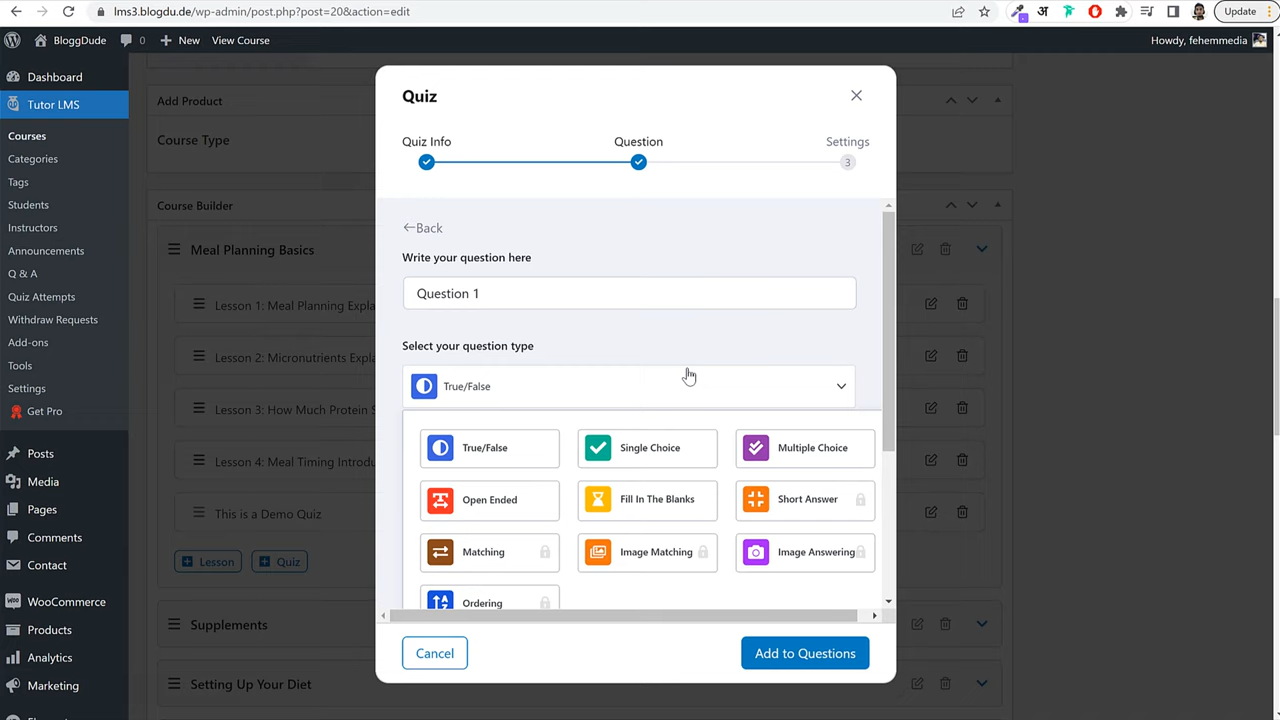 lms3.blogdu.de/wp-admin/post.php?post=20&action=edit
Update
BloggDude
0
New
View Course
Howdy, fehemmedia
Dashboard
Tutor LMS
Courses
Categories
Tags
Students
Instructors
Announcements
Q & A
Quiz Attempts
Withdraw Requests
Add-ons
Tools
Settings
Get Pro
Posts
Media
Pages
Comments
Contact
WooCommerce
Products
Analytics
Marketing
Add Product
Course Type
Course Builder
Meal Planning Basics
Lesson 1: Meal Planning Expla
Lesson 2: Micronutrients Expla
Lesson 3: How Much Protein S
Lesson 4: Meal Timing Introdu
This is a Demo Quiz
Lesson
Quiz
Supplements
Setting Up Your Diet
Quiz
Quiz Info
Question
Settings
3
←Back
Write your question here
Question 1
Select your question type
True/False
True/False
Single Choice
Multiple Choice
Open Ended
Fill In The Blanks
Short Answer
Matching
Image Matching
Image Answering
Ordering
Cancel
Add to Questions